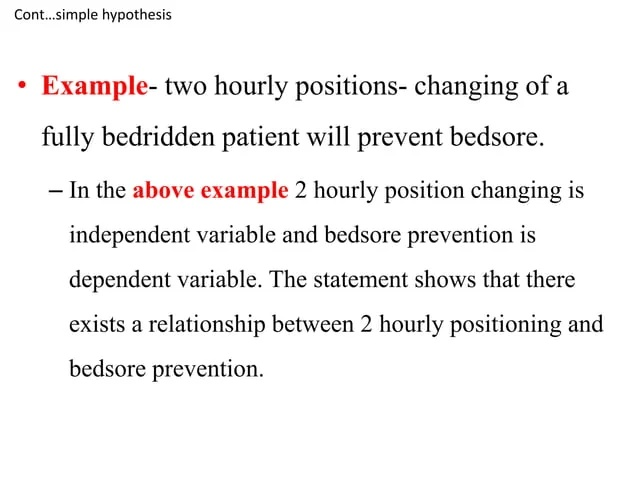 Cont…simple hypothesis
• Example- two hourly positions- changing of a
fully bedridden patient will prevent bedsore.
– In the above example 2 hourly position changing is
independent variable and bedsore prevention is
dependent variable. The statement shows that there
exists a relationship between 2 hourly positioning and
bedsore prevention.